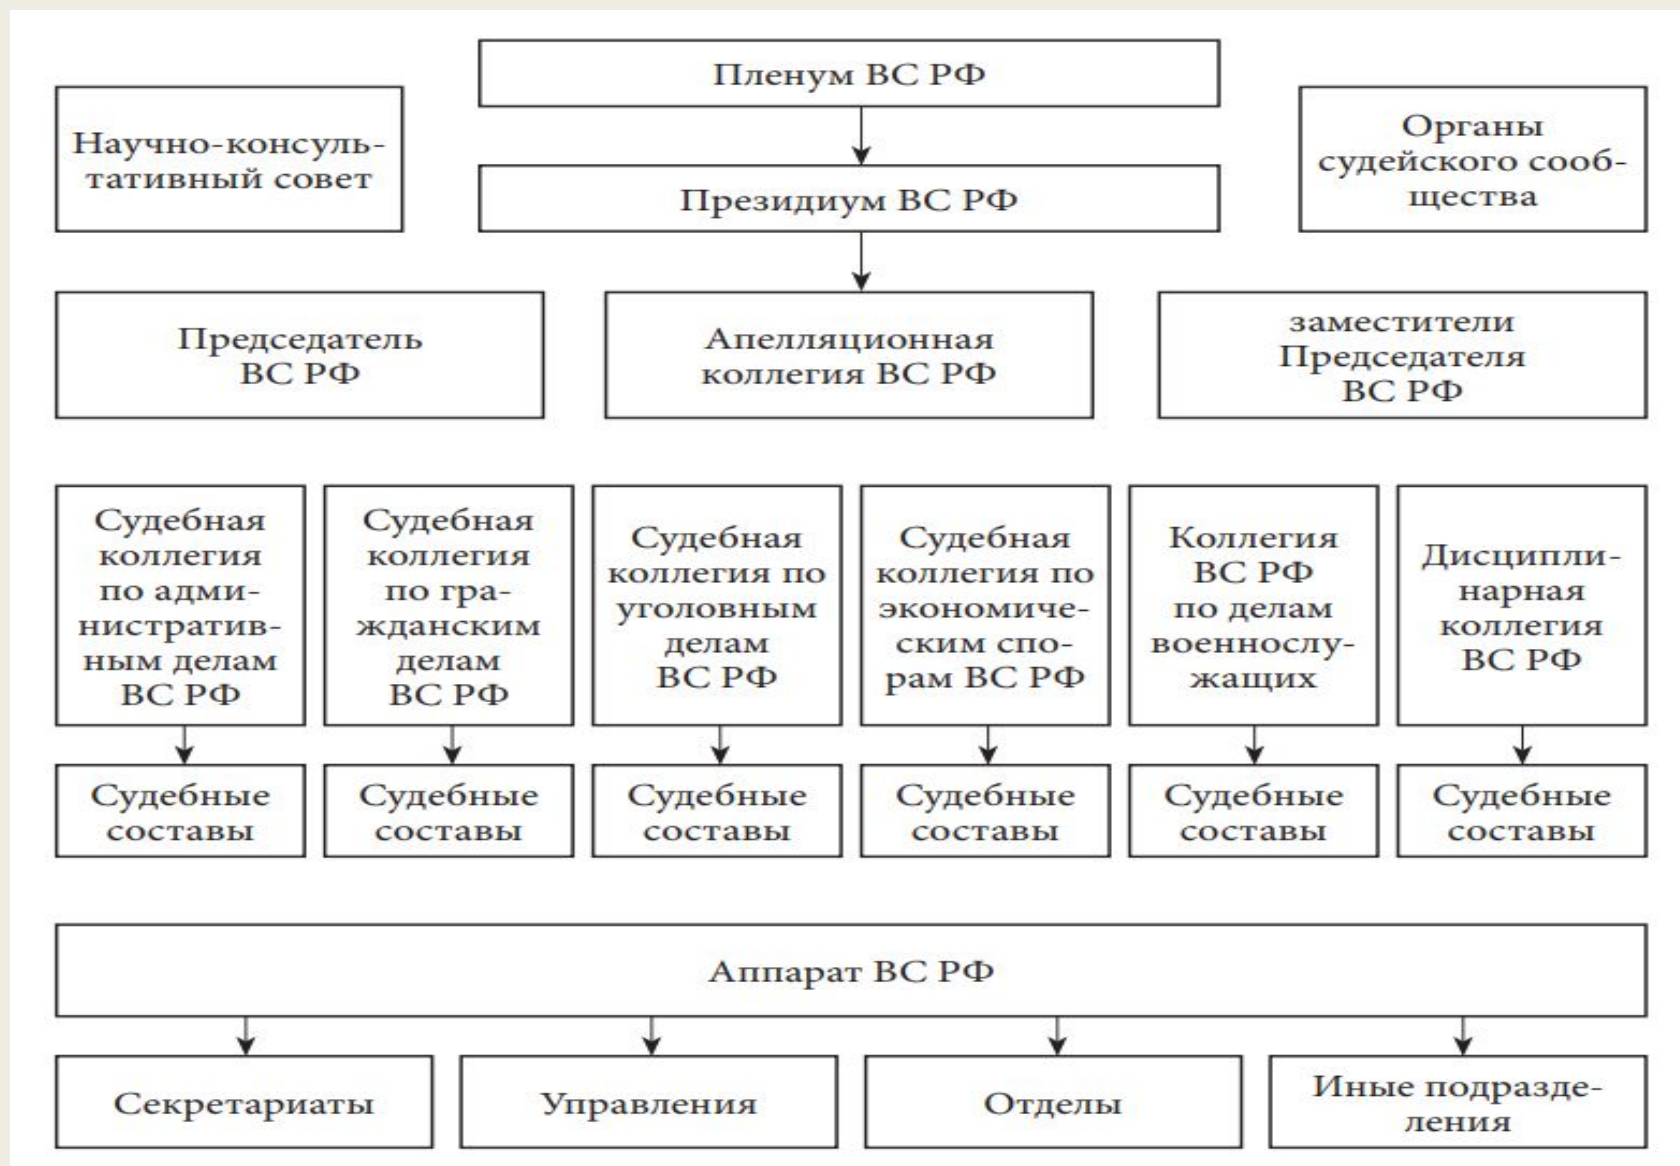 Пленум ВС РФ
Научно-консуль-
тативный совет
Органы
судейского сооб-
щества
Президиум ВС РФ
Председатель
ВС РФ
Апелляционная
коллегия ВС РФ
заместители
Председателя
ВС РФ
Судебная
коллегия
по адми-
нистратив-
ным делам
ВС РФ
Судебная
коллегия
по гра-
жданским
делам
ВС РФ
Судебная
коллегия по
уголовным
делам
ВС РФ
Судебная
коллегия по
экономиче-
ским спо-
рам ВС РФ
Коллегия
ВС РФ
по делам
военнослу-
жащих
Дисципли-
нарная
коллегия
ВС РФ
Судебные
составы
Судебные
составы
Судебные
составы
Судебные
составы
Судебные
составы
Судебные
составы
Аппарат ВС РФ
Секретариаты
Управления
Отделы
Иные подразде-
ления